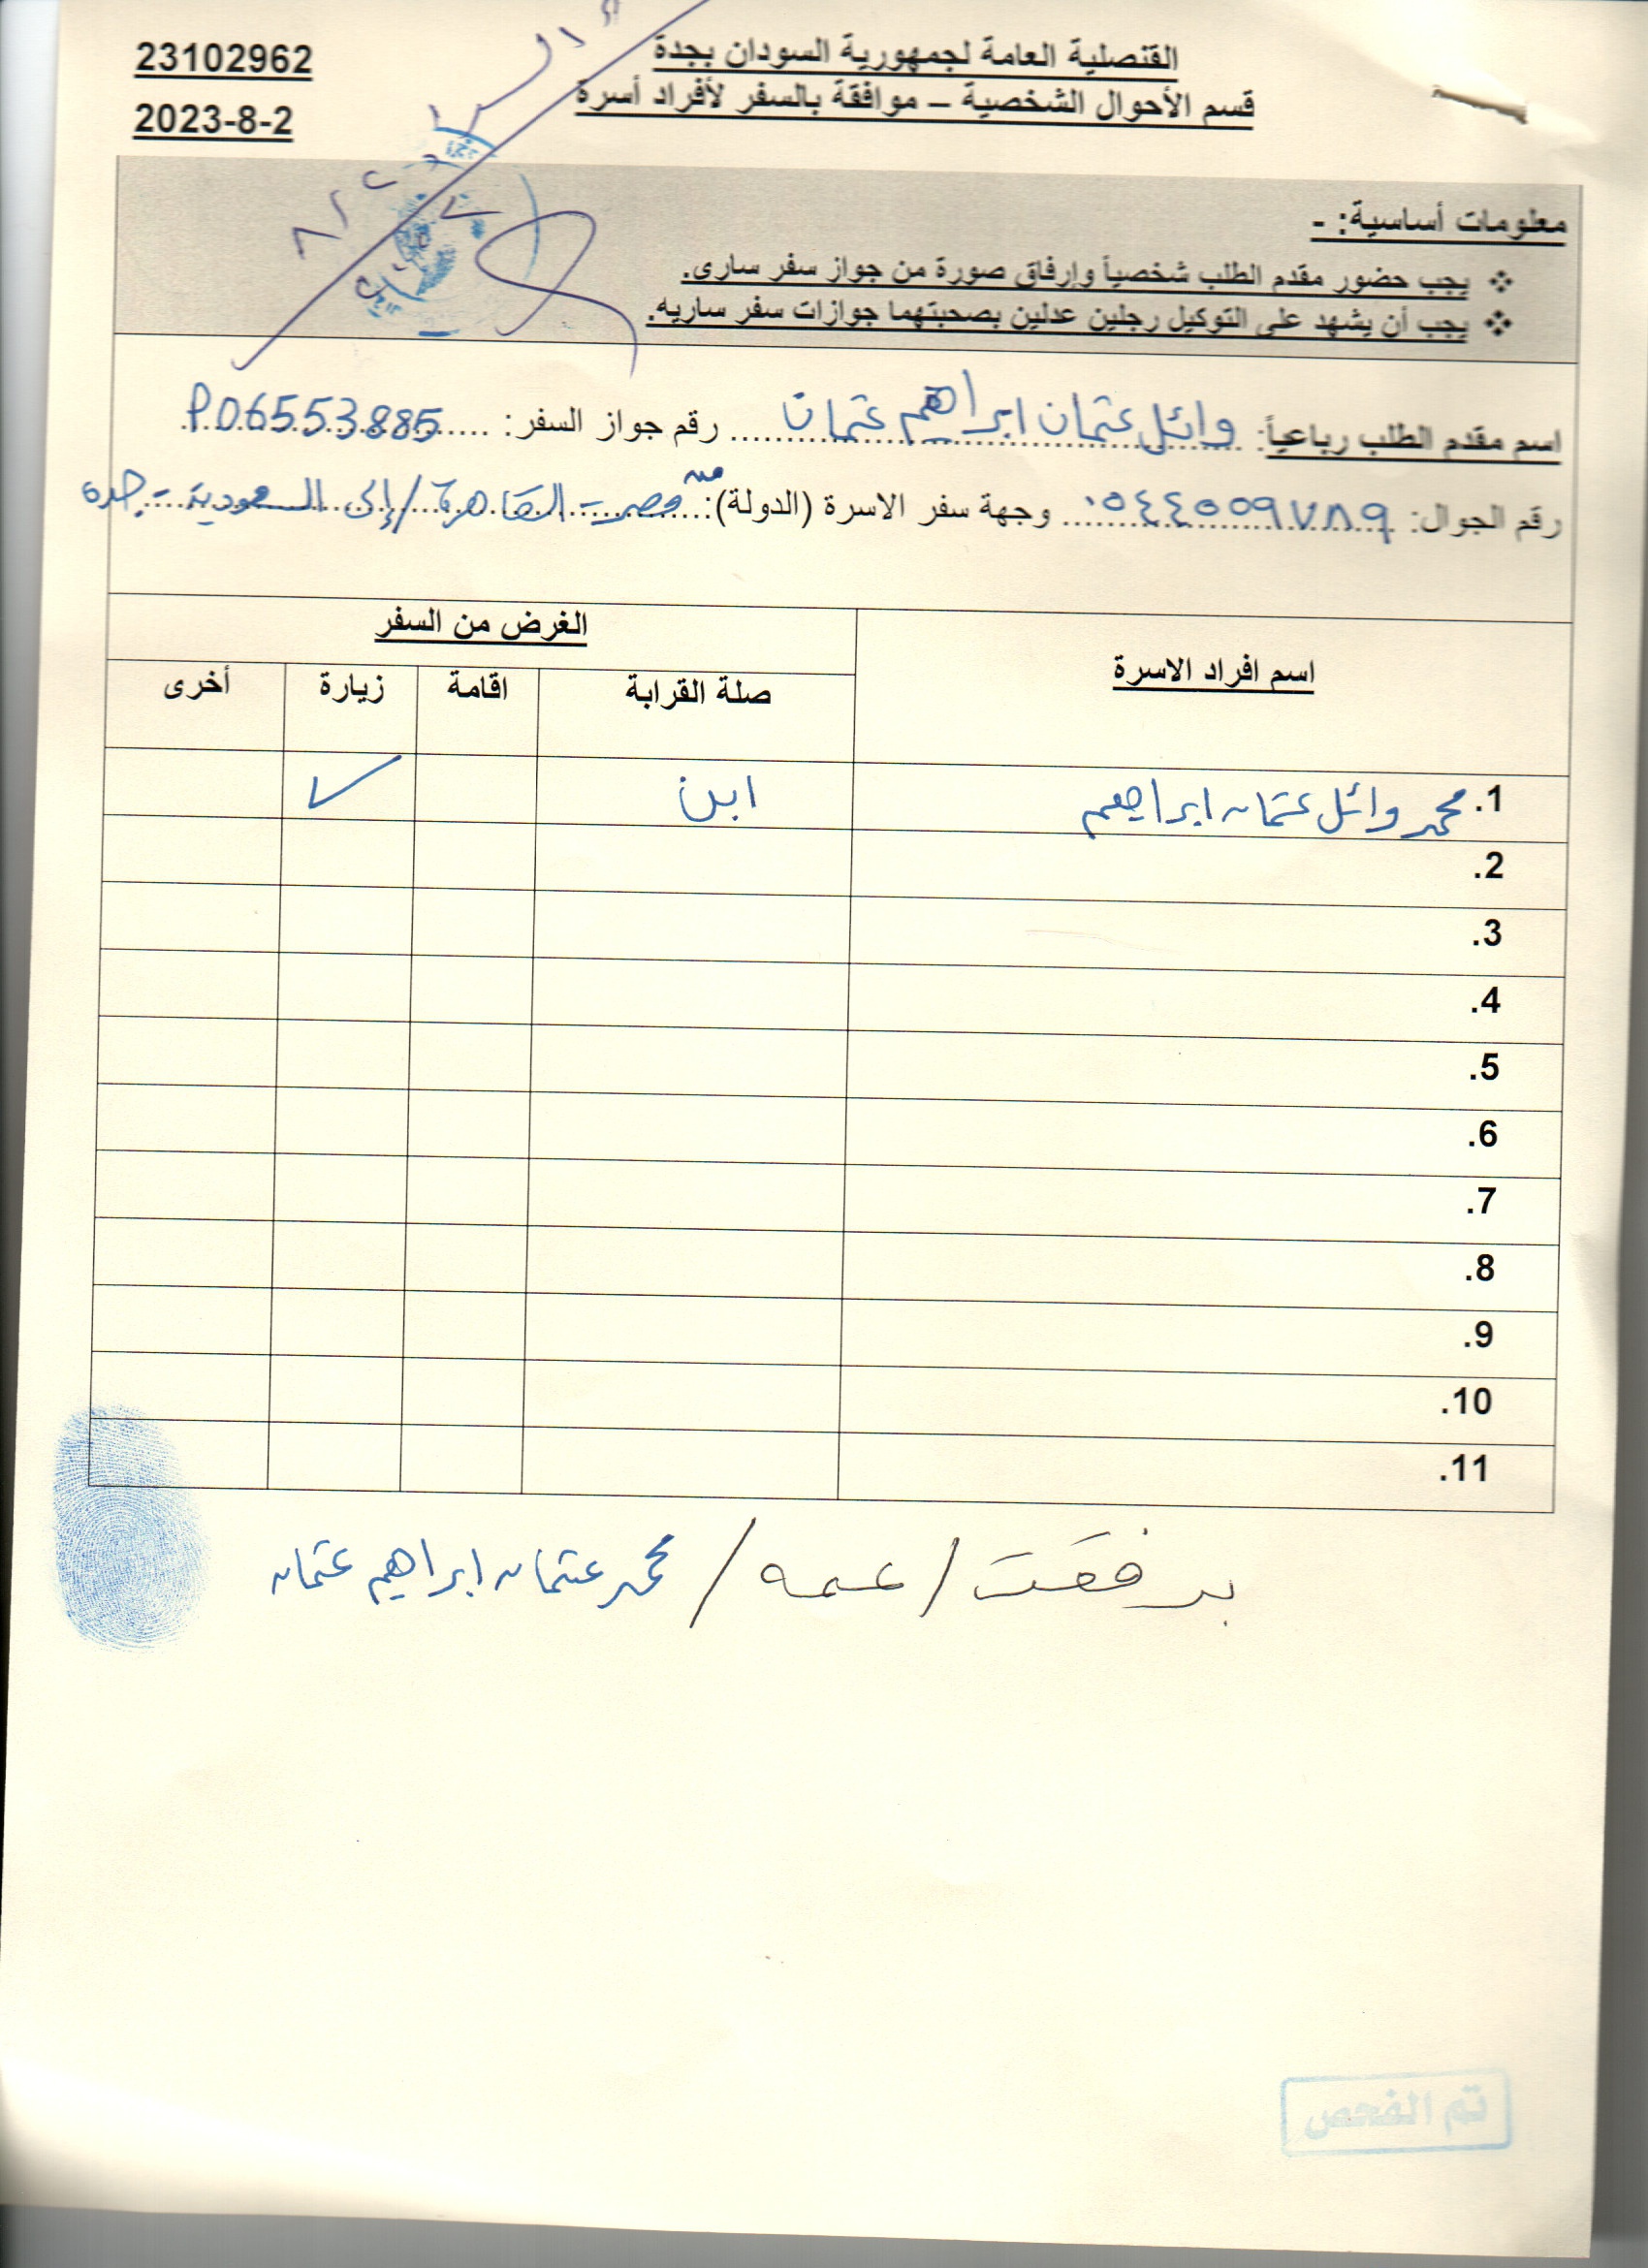 القنصلية العامة لجمهورية السودان بجدة
قسم الأحوال الشخصية – موافقة بالسفر لأفراد أسرة
23102962
2023-8-2
معلومات أساسية: -
❖ يجب حضور مقدم الطلب شخصياً وإرفاق صورة من جواز سفر سارى.
❖ يجب أن يشهد على التوكيل رجلين عدلين بصحبتهما جوازات سفر ساريه.
اسم مقدم الطلب رباعياً: وائل عثمان ابراهيم عثمان رقم جواز السفر: P06553885
رقم الجوال: ٠٥٤٤٥٥٩٧٨٩ وجهة سفر الاسرة (الدولة): من مصر - القاهرة / إلى السعودية - جدة
اسم افراد الاسرة
الغرض من السفر
صلة القرابة اقامة زيارة أخرى
1. محمد وائل عثمان ابراهيم ابن ✓
2.
3.
4.
5.
6.
7.
8.
9.
10.
11.
برفقت / عمه / محمد عثمان ابراهيم عثمان
تم الفحص